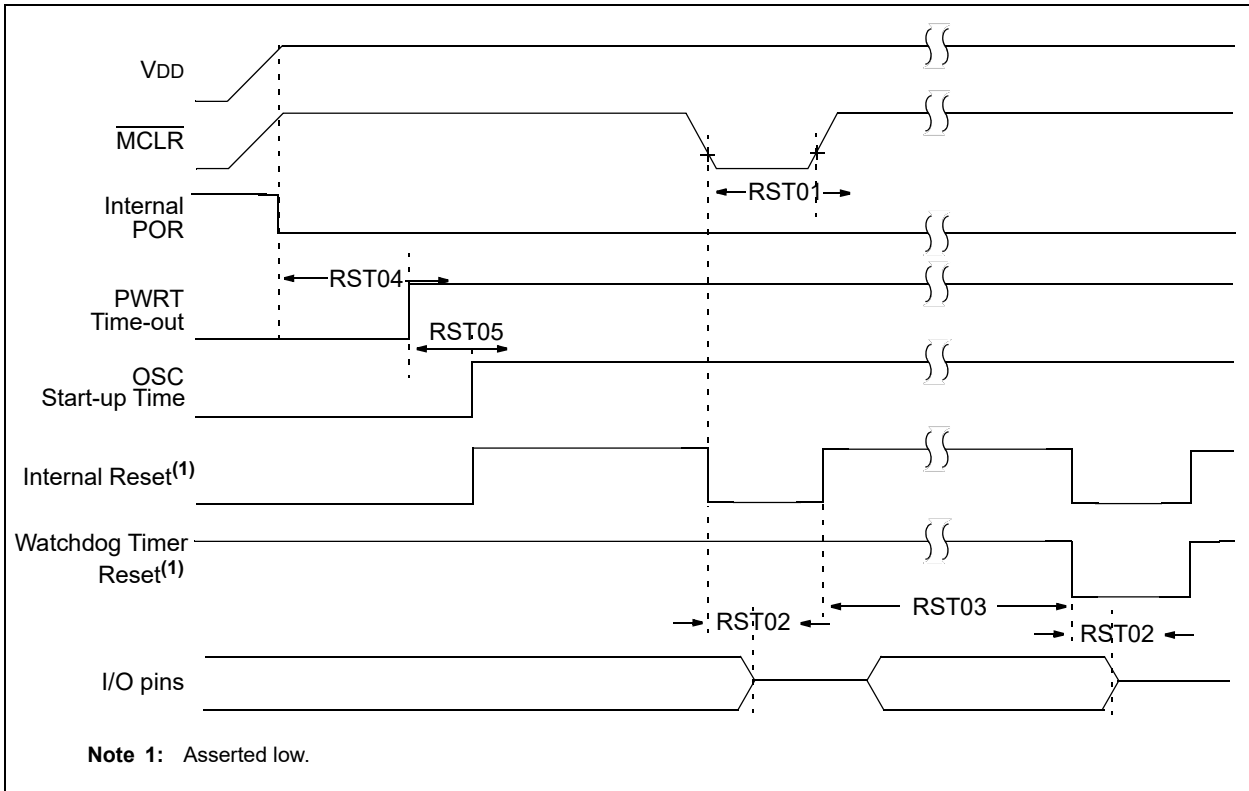 VDD
MCLR
Internal
POR
RST01
RST04
PWRT
Time-out
RST05
OSC
Start-up Time
Internal Reset(1)
Watchdog Timer
Reset(1)
RST02
RST03
RST02
I/O pins
Note 1: Asserted low.